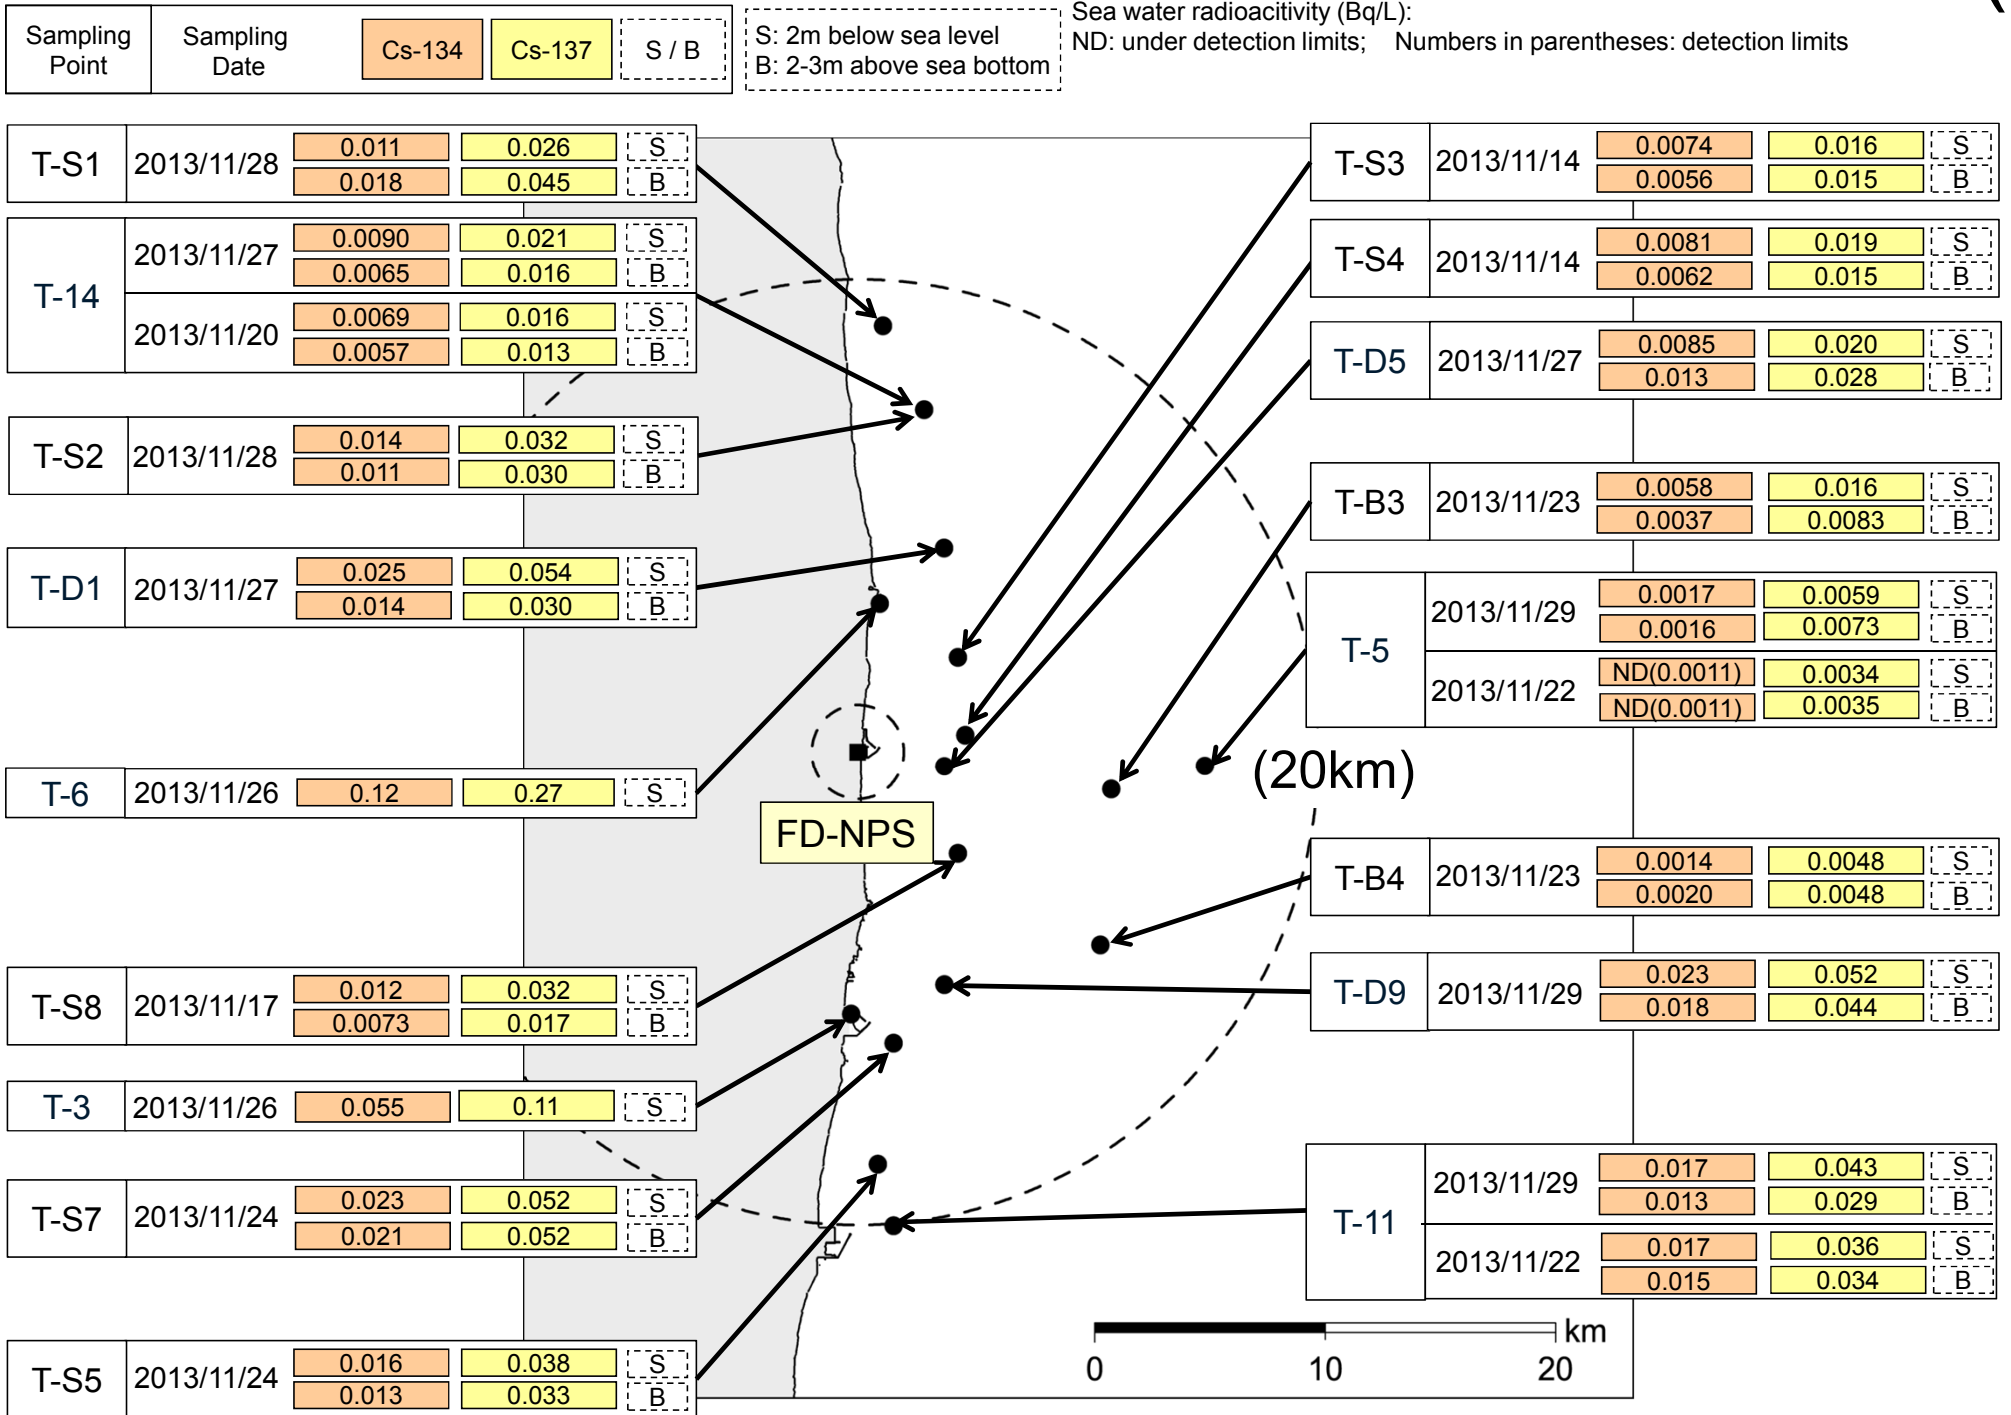 Sampling Point
Sampling Date
Cs-134
Cs-137
S / B
S: 2m below sea level
B: 2-3m above sea bottom
Sea water radioacitivity (Bq/L):
ND: under detection limits; Numbers in parentheses: detection limits
T-S1 2013/11/28 0.011 0.026 S
0.018 0.045 B
T-14 2013/11/27 0.0090 0.021 S
0.0065 0.016 B
2013/11/20 0.0069 0.016 S
0.0057 0.013 B
T-S2 2013/11/28 0.014 0.032 S
0.011 0.030 B
T-D1 2013/11/27 0.025 0.054 S
0.014 0.030 B
T-6 2013/11/26 0.12 0.27 S
T-S8 2013/11/17 0.012 0.032 S
0.0073 0.017 B
T-3 2013/11/26 0.055 0.11 S
T-S7 2013/11/24 0.023 0.052 S
0.021 0.052 B
T-S5 2013/11/24 0.016 0.038 S
0.013 0.033 B
FD-NPS
(20km)
T-S3 2013/11/14 0.0074 0.016 S
0.0056 0.015 B
T-S4 2013/11/14 0.0081 0.019 S
0.0062 0.015 B
T-D5 2013/11/27 0.0085 0.020 S
0.013 0.028 B
T-B3 2013/11/23 0.0058 0.016 S
0.0037 0.0083 B
T-5 2013/11/29 0.0017 0.0059 S
0.0016 0.0073 B
2013/11/22 ND(0.0011) 0.0034 S
ND(0.0011) 0.0035 B
T-B4 2013/11/23 0.0014 0.0048 S
0.0020 0.0048 B
T-D9 2013/11/29 0.023 0.052 S
0.018 0.044 B
T-11 2013/11/29 0.017 0.043 S
0.013 0.029 B
2013/11/22 0.017 0.036 S
0.015 0.034 B
km
0 10 20